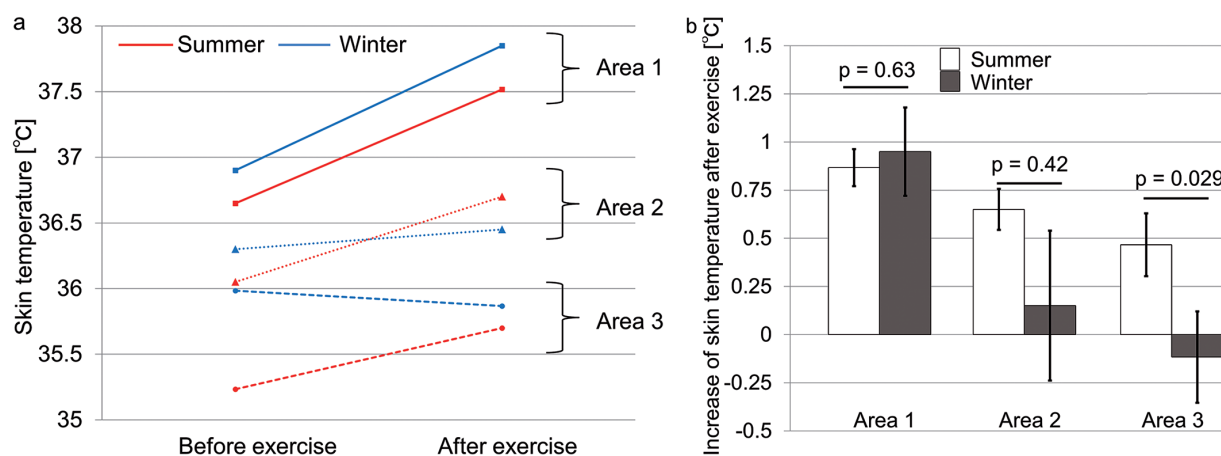 a
Summer
Winter
Skin temperature [℃]
38
37.5
37
36.5
36
35.5
35
Area 1
Area 2
Area 3
Before exercise
After exercise
b
Increase of skin temperature after exercise [℃]
1.5
1.25
1
0.75
0.5
0.25
0
-0.25
-0.5
Summer
Winter
p = 0.63
p = 0.42
p = 0.029
Area 1
Area 2
Area 3